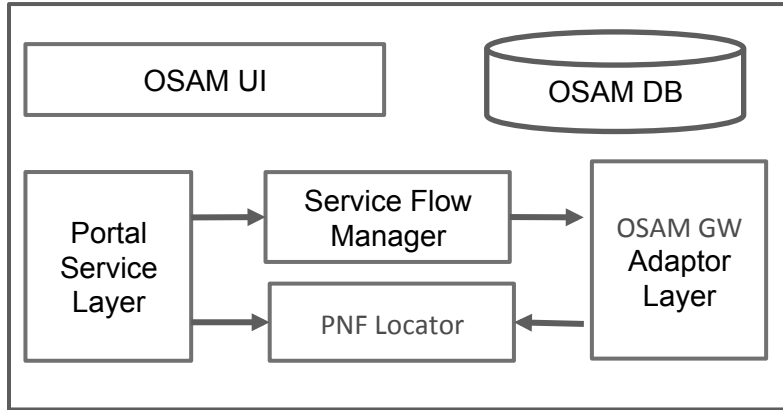 OSAM UI
OSAM DB
Portal
Service
Layer
Service Flow
Manager
PNF Locator
OSAM GW
Adaptor
Layer